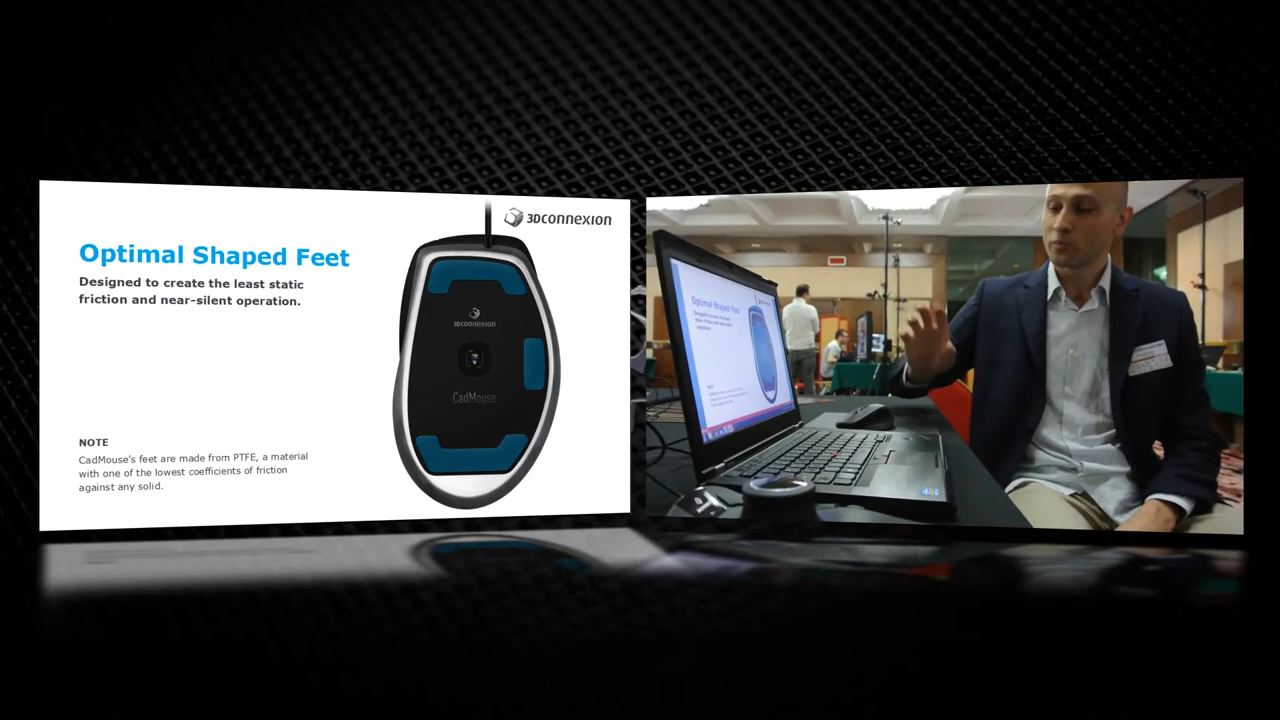 3DCONNEXION
Optimal Shaped Feet
Designed to create the least static
friction and near-silent operation.
3DCONNEXION
CadMouse
NOTE
CadMouse's feet are made from PTFE, a material
with one of the lowest coefficients of friction
against any solid.
Optimal Shaped Feet